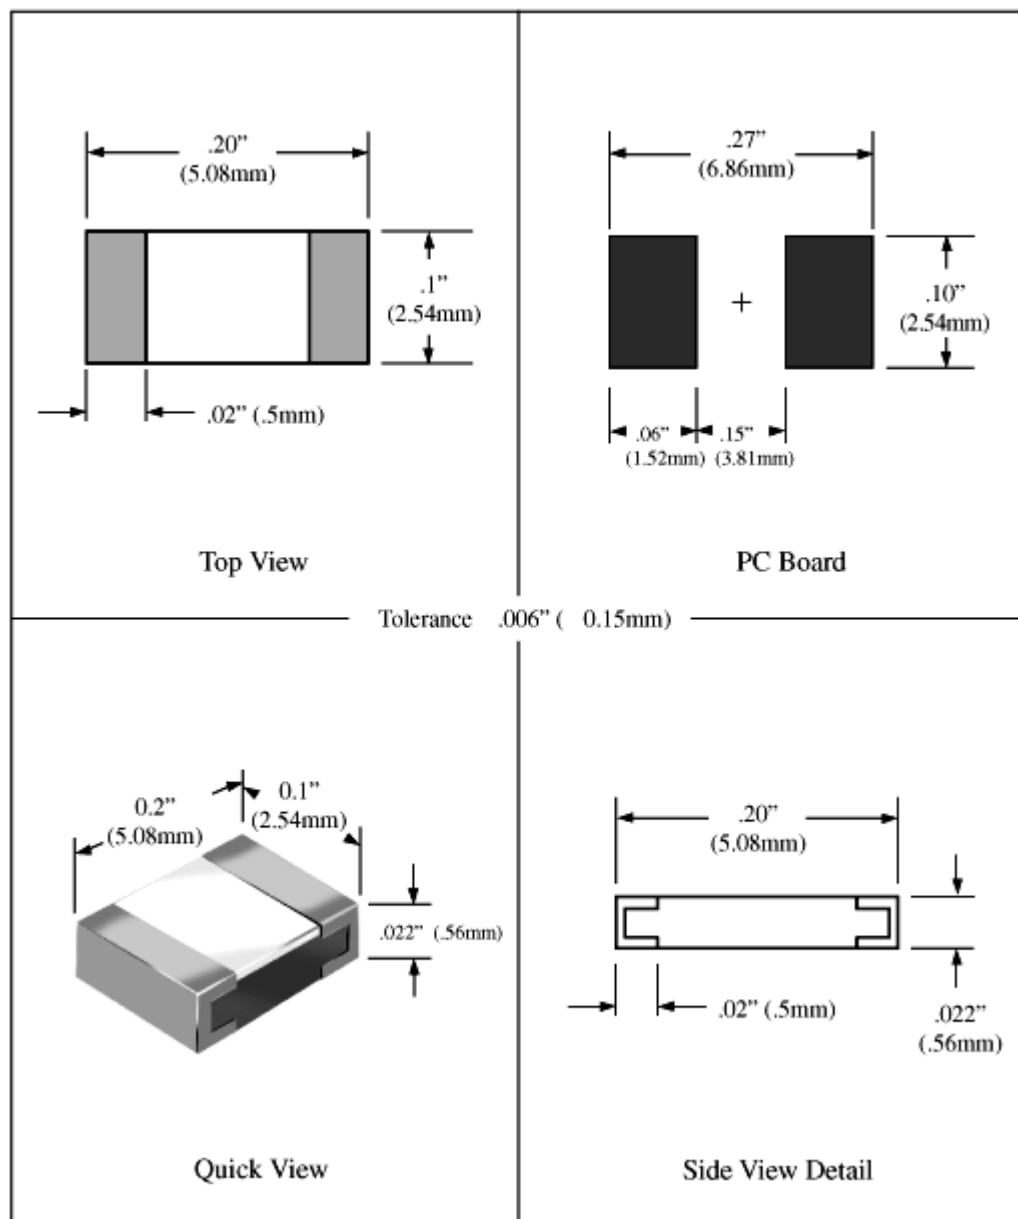 .20”
(5.08mm)
.1”
(2.54mm)
.02” (.5mm)
Top View
.27”
(6.86mm)
.10”
(2.54mm)
.06”
(1.52mm)
.15”
(3.81mm)
PC Board
Tolerance .006” ( 0.15mm)
0.2”
(5.08mm)
0.1”
(2.54mm)
.022” (.56mm)
Quick View
.20”
(5.08mm)
.02” (.5mm)
.022”
(.56mm)
Side View Detail